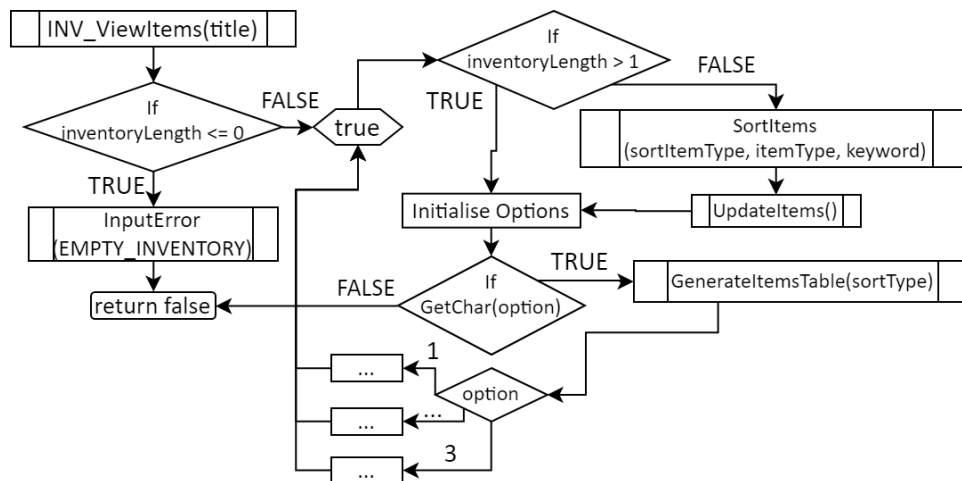 INV_ViewItems(title)
If
inventoryLength <= 0
FALSE
true
TRUE
InputError
(EMPTY_INVENTORY)
return false
If
inventoryLength > 1
TRUE
FALSE
SortItems
(sortItemType, itemType, keyword)
UpdateItems()
Initialise Options
If
GetChar(option)
FALSE
TRUE
GenerateItemsTable(sortType)
option
1
...
...
...
3
...